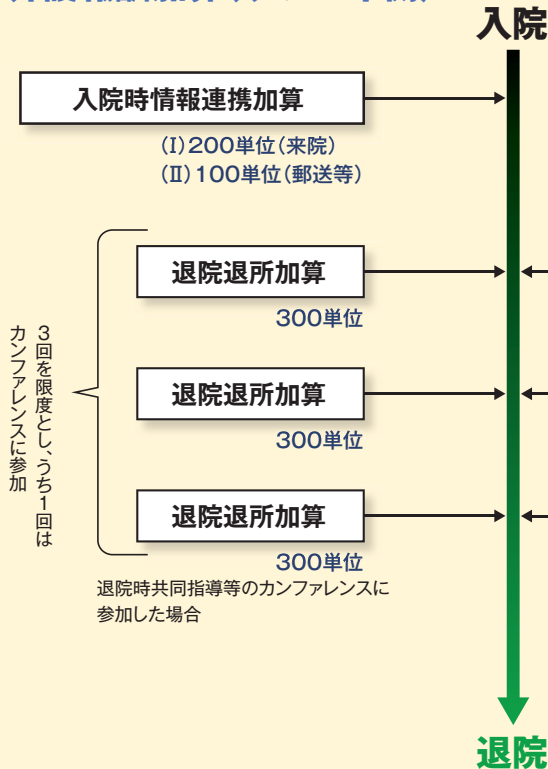 入院
入院時情報連携加算
(Ⅰ)200単位(来院)
(Ⅱ)100単位(郵送等)
退院退所加算
300単位
退院退所加算
300単位
退院退所加算
300単位
3回を限度とし、うち1回は
カンファレンスに参加
退院時共同指導等のカンファレンスに
参加した場合
退院